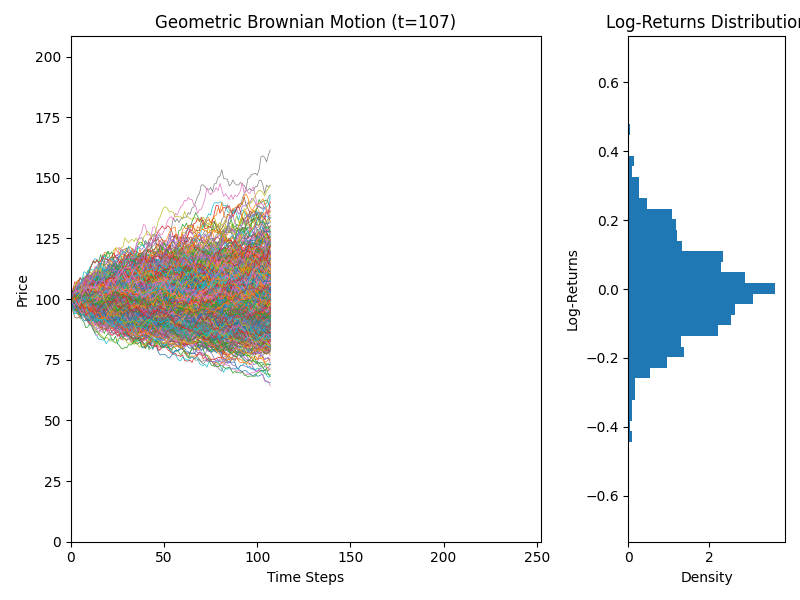 Geometric Brownian Motion (t=107)
Price
200
175
150
125
100
75
50
25
0
0 50 100 150 200 250
Time Steps
Log-Returns Distribution
Log-Returns
0.6
0.4
0.2
0.0
−0.2
−0.4
−0.6
0 2
Density